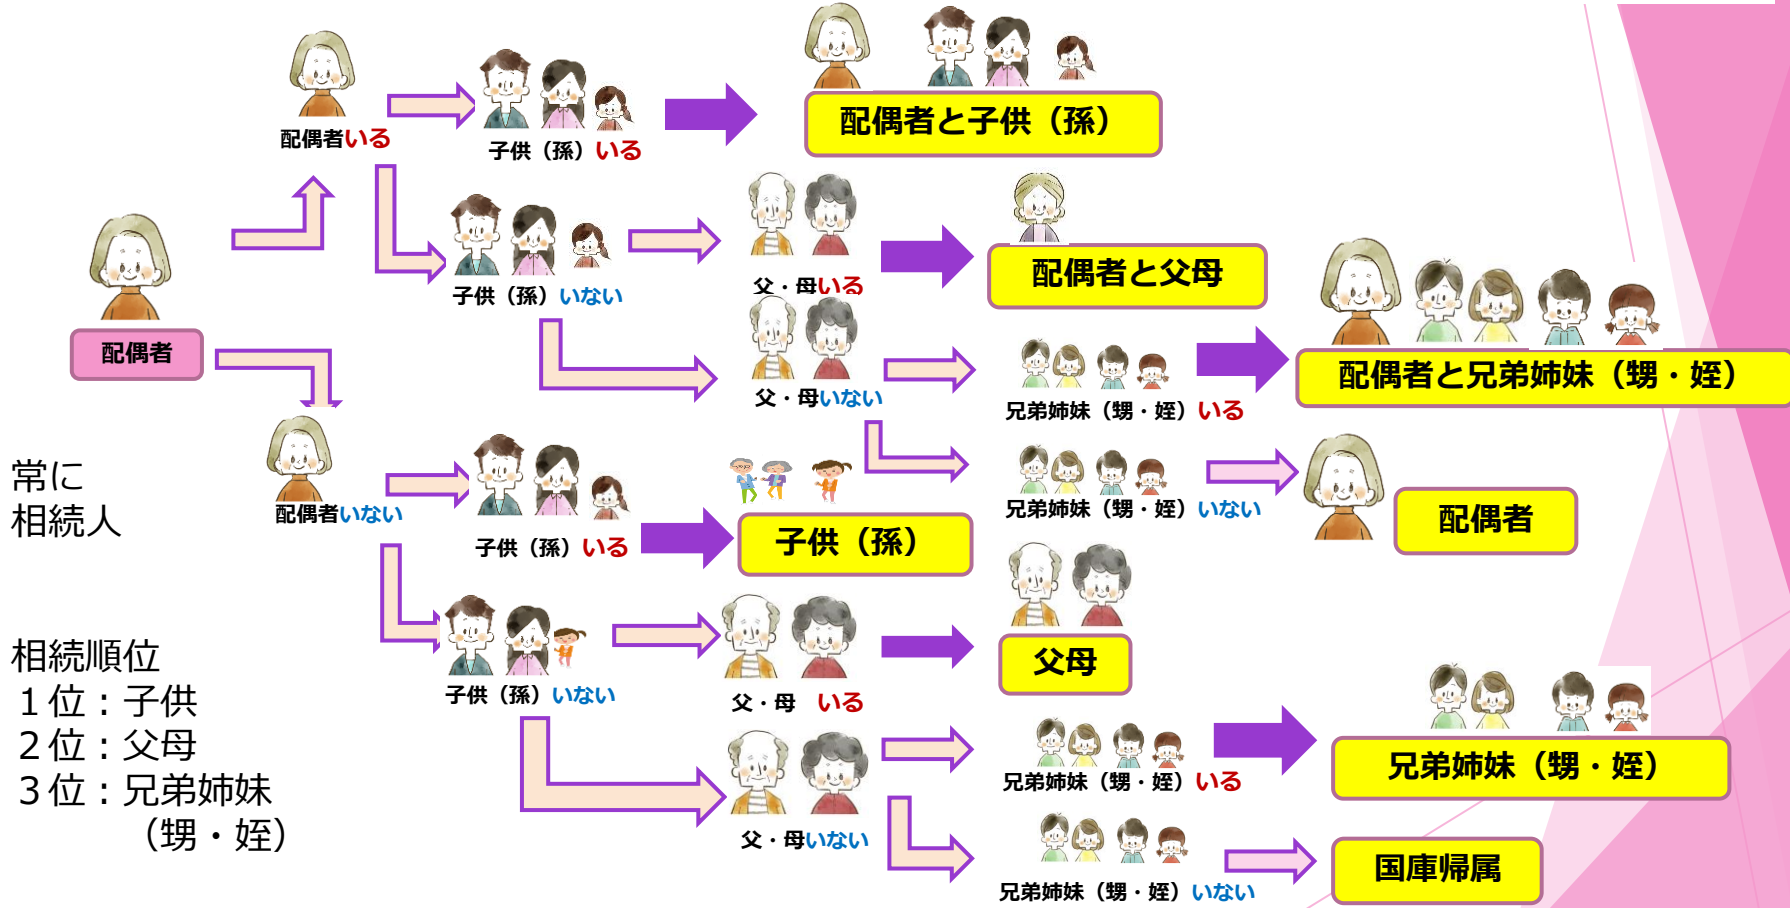 配偶者と子供（孫）
配偶者いる
子供（孫）いる
配偶者と父母
父・母いる
子供（孫）いない
配偶者
配偶者と兄弟姉妹（甥・姪）
父・母いない
兄弟姉妹（甥・姪）いる
常に
相続人
配偶者いない
兄弟姉妹（甥・姪）いない
配偶者
子供（孫）いる
子供（孫）
相続順位
１位：子供
２位：父母
３位：兄弟姉妹
（甥・姪）
子供（孫）いない
父・母　いる
父母
兄弟姉妹（甥・姪）いる
兄弟姉妹（甥・姪）
父・母いない
兄弟姉妹（甥・姪）いない
国庫帰属